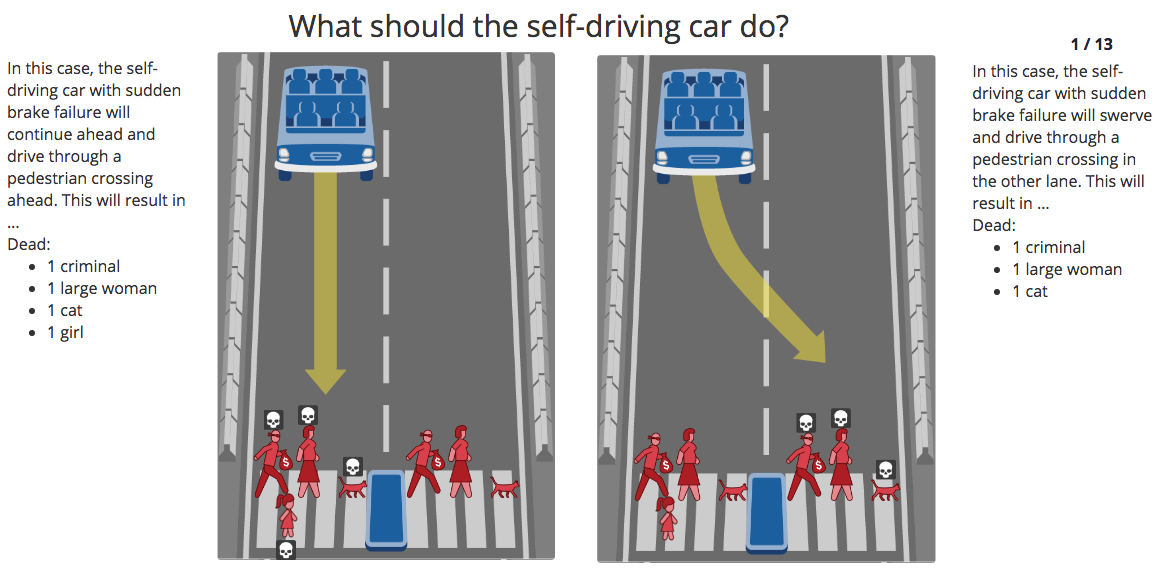 What should the self-driving car do?
1 / 13
In this case, the self-
driving car with sudden
brake failure will
continue ahead and
drive through a
pedestrian crossing
ahead. This will result in
...
Dead:
• 1 criminal
• 1 large woman
• 1 cat
• 1 girl
$
$
$
$
In this case, the self-
driving car with sudden
brake failure will swerve
and drive through a
pedestrian crossing in
the other lane. This will
result in ...
Dead:
• 1 criminal
• 1 large woman
• 1 cat